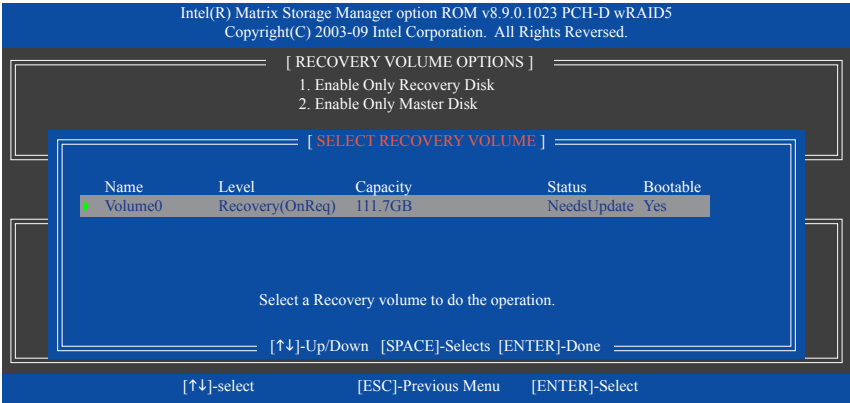 Intel(R) Matrix Storage Manager option ROM v8.9.0.1023 PCH-D wRAID5
Copyright(C) 2003-09 Intel Corporation. All Rights Reversed.
[ RECOVERY VOLUME OPTIONS ]
1. Enable Only Recovery Disk
2. Enable Only Master Disk
[ SELECT RECOVERY VOLUME ]
Name Level Capacity Status Bootable
Volume0 Recovery(OnReq) 111.7GB NeedsUpdate Yes
Select a Recovery volume to do the operation.
[↑↓]-Up/Down [SPACE]-Selects [ENTER]-Done
[↑↓]-select [ESC]-Previous Menu [ENTER]-Select